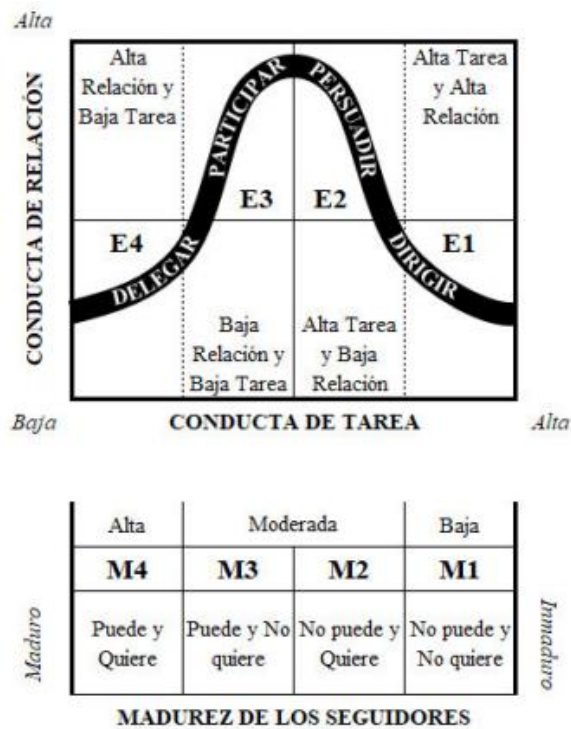 Alta
Alta
Relación y
Baja Tarea
Alta Tarea
y Alta
Relación
PARTICIPAR
PERSUADIR
CONDUCTA DE RELACIÓN
E3
E2
E4
E1
DELEGAR
DIRIGIR
Baja
Relación y
Baja Tarea
Alta Tarea
y Baja
Relación
Baja
CONDUCTA DE TAREA
Alta
Alta
Moderada
Baja
M4
M3
M2
M1
Maduro
Puede y
Quiere
Puede y No
quiere
No puede y
Quiere
No puede y
No quiere
Inmaduro
MADUREZ DE LOS SEGUIDORES